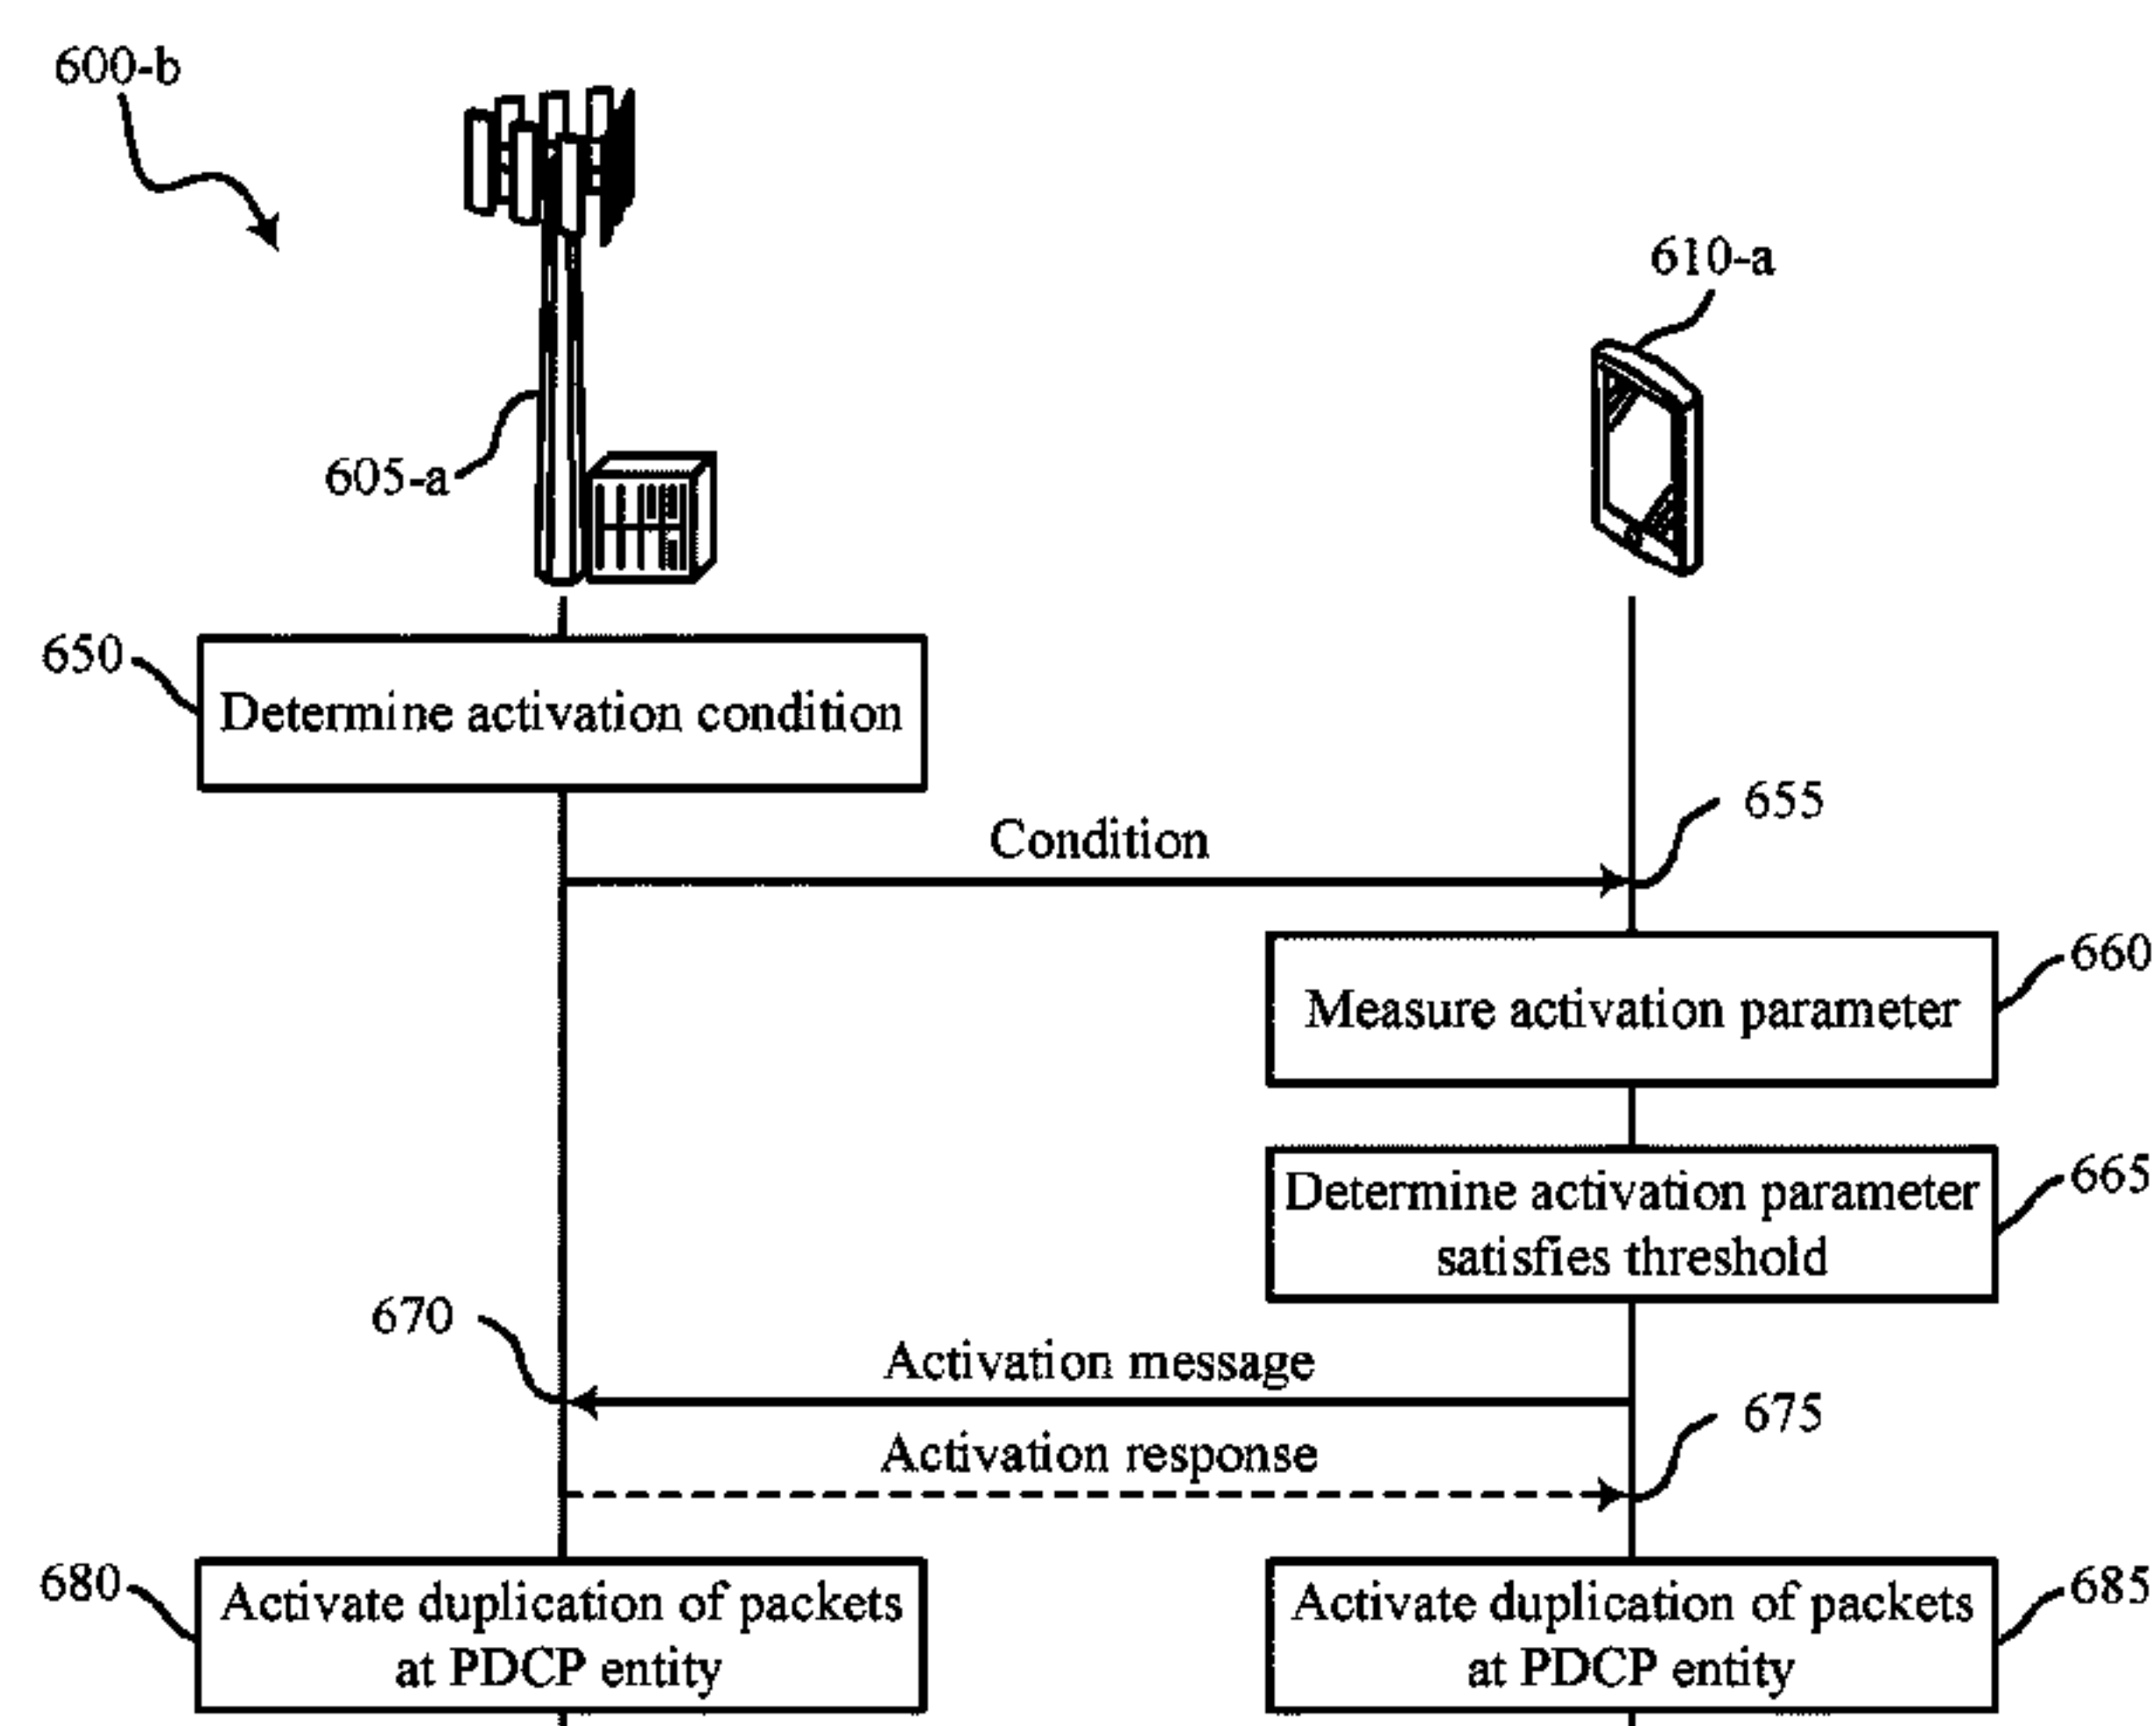 600-b
610-a
605-a
650
Determine activation condition
655
Condition
660
Measure activation parameter
665
Determine activation parameter
satisfies threshold
670
Activation message
675
Activation response
680
Activate duplication of packets
at PDCP entity
685
Activate duplication of packets
at PDCP entity